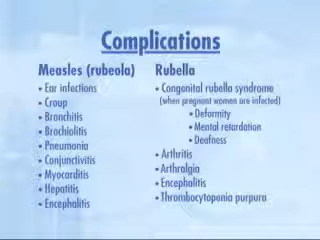 Complications
Measles (rubeola)
• Ear infections
• Croup
• Bronchitis
• Brochiolitis
• Pneumonia
• Conjunctivitis
• Myocarditis
• Hepatitis
• Encephalitis
Rubella
• Congenital rubella syndrome
(when pregnant women are infected)
• Deformity
• Mental retardation
• Deafness
• Arthritis
• Arthralgia
• Encephalitis
• Thrombocytoponia purpura